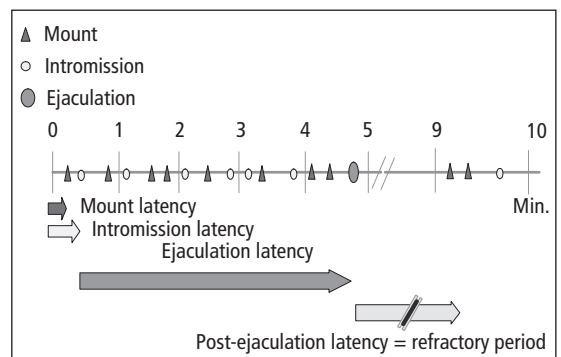 Mount
Intromission
Ejaculation
0 1 2 3 4 5 9 10
Mount latency Min.
Intromission latency
Ejaculation latency
Post-ejaculation latency = refractory period